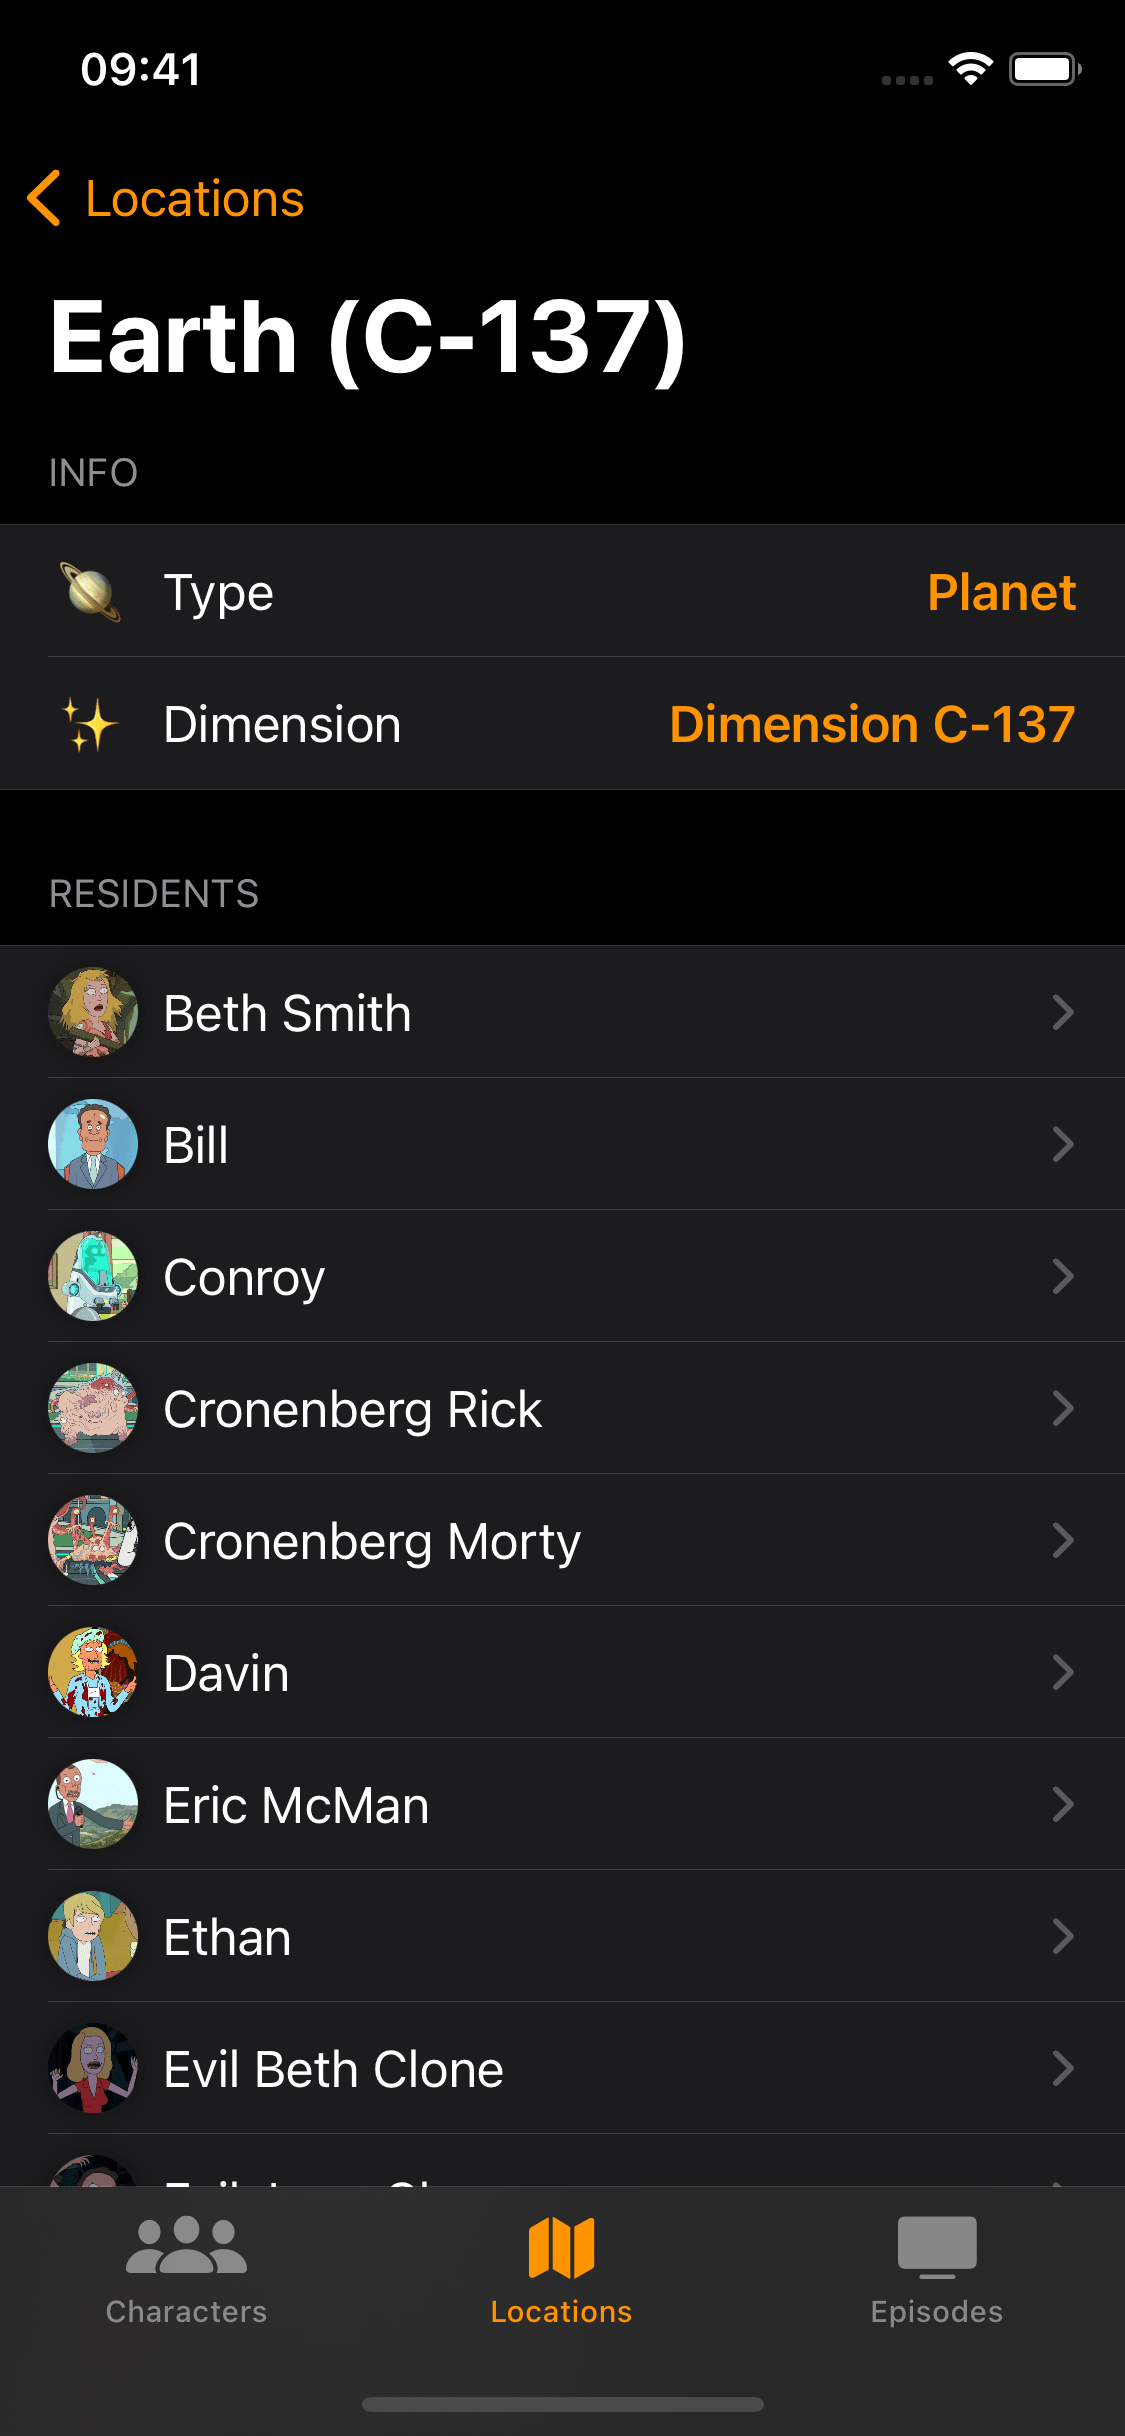 09:41
Locations
Earth (C-137)
INFO
Type Planet
Dimension Dimension C-137
RESIDENTS
Beth Smith
Bill
Conroy
Cronenberg Rick
Cronenberg Morty
Davin
Eric McMan
Ethan
Evil Beth Clone
Characters Locations Episodes